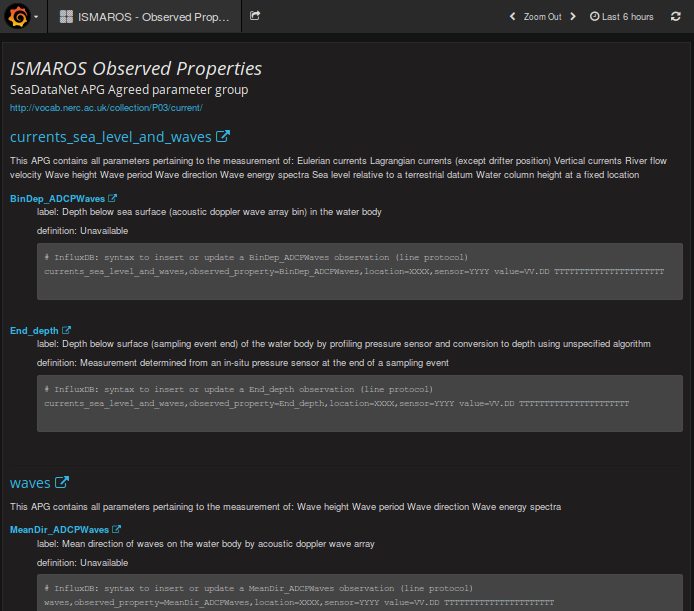 ISMAROS - Observed Prop...
Zoom Out
Last 6 hours
ISMAROS Observed Properties
SeaDataNet APG Agreed parameter group
http://vocab.nerc.ac.uk/collection/P03/current/
currents_sea_level_and_waves
This APG contains all parameters pertaining to the measurement of: Eulerian currents Lagrangian currents (except drifter position) Vertical currents River flow
velocity Wave height Wave period Wave direction Wave energy spectra Sea level relative to a terrestrial datum Water column height at a fixed location
BinDep_ADCPWaves
label: Depth below sea surface (acoustic doppler wave array bin) in the water body
definition: Unavailable
# InfluxDB: syntax to insert or update a BinDep_ADCPWaves observation (line protocol)
currents_sea_level_and_waves,observed_property=BinDep_ADCPWaves,location=XXXX,sensor=YYYY value=VV.DD TTTTTTTTTTTTTTTTTTTTTT
End_depth
label: Depth below surface (sampling event end) of the water body by profiling pressure sensor and conversion to depth using unspecified algorithm
definition: Measurement determined from an in-situ pressure sensor at the end of a sampling event
# InfluxDB: syntax to insert or update a End_depth observation (line protocol)
currents_sea_level_and_waves,observed_property=End_depth,location=XXXX,sensor=YYYY value=VV.DD TTTTTTTTTTTTTTTTTTTTTT
waves
This APG contains all parameters pertaining to the measurement of: Wave height Wave period Wave direction Wave energy spectra
MeanDir_ADCPWaves
label: Mean direction of waves on the water body by acoustic doppler wave array
definition: Unavailable
# InfluxDB: syntax to insert or update a MeanDir_ADCPWaves observation (line protocol)
waves,observed_property=MeanDir_ADCPWaves,location=XXXX,sensor=YYYY value=VV.DD TTTTTTTTTTTTTTTTTTTTTT